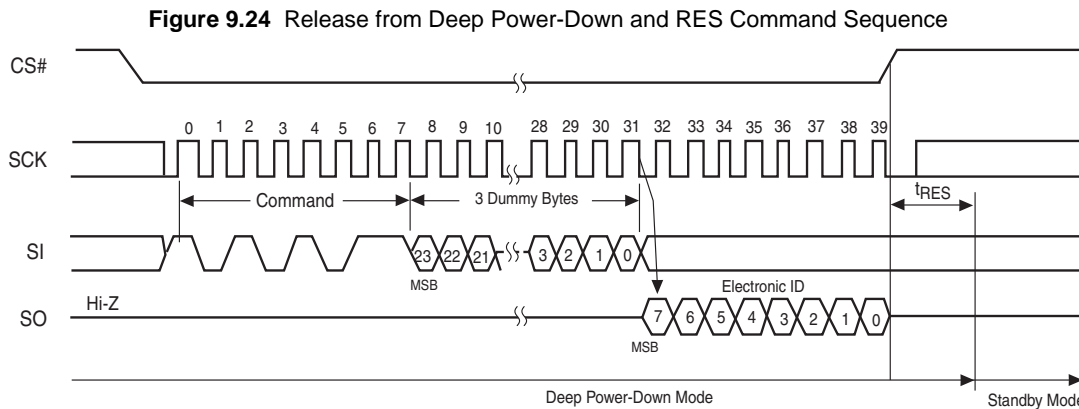 Figure 9.24 Release from Deep Power-Down and RES Command Sequence
CS#
0 1 2 3 4 5 6 7 8 9 10 28 29 30 31 32 33 34 35 36 37 38 39
SCK
Command
3 Dummy Bytes
tRES
SI
23 22 21 3 2 1 0
MSB
Electronic ID
Hi-Z
SO
7 6 5 4 3 2 1 0
MSB
Deep Power-Down Mode
Standby Mode